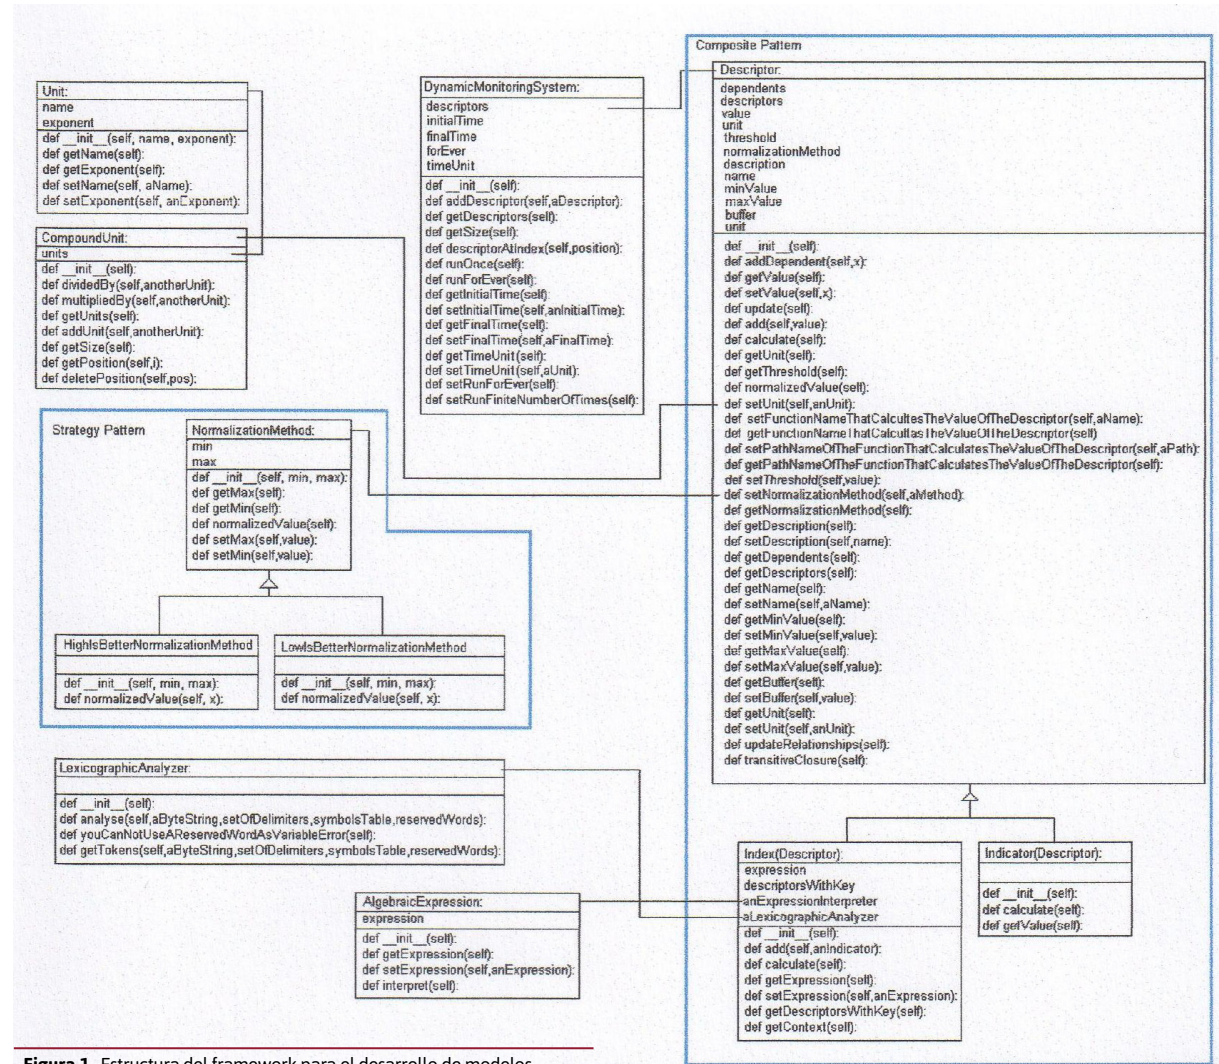 Unit:
name
exponent
def __init__(self, name, exponent):
def getName(self):
def getExponent(self):
def setName(self, aName):
def setExponent(self, anExponent):
CompoundUnit:
units
def __init__(self):
def dividedBy(self,anotherUnit):
def multipliedBy(self,anotherUnit):
def getUnits(self):
def addUnit(self,anotherUnit):
def getSize(self):
def getPosition(self,i):
def deletePosition(self,pos):
DynamicMonitoringSystem:
descriptors
initialTime
finalTime
forEver
timeUnit
def __init__(self):
def addDescriptor(self,aDescriptor):
def getDescriptors(self):
def getSize(self):
def descriptorAtIndex(self,position):
def runOnce(self):
def runForEver(self):
def getInitialTime(self):
def setInitialTime(self,anInitialTime):
def getFinalTime(self):
def setFinalTime(self,aFinalTime):
def getTimeUnit(self):
def setTimeUnit(self,aUnit):
def setRunForEver(self):
def setRunFiniteNumberOfTimes(self):
Composite Pattern
Descriptor:
dependents
descriptors
value
unit
threshold
normalizationMethod
description
name
minValue
maxValue
buffer
unit
def __init__(self):
def addDependent(self,x):
def getValue(self):
def setValue(self,x):
def update(self):
def add(self,value):
def calculate(self):
def getUnit(self):
def getThreshold(self):
def normalizedValue(self):
def setUnit(self,anUnit):
def setFunctionNameThatCalcultesTheValueOfTheDescriptor(self,aName):
def getFunctionNameThatCalcultasTheValueOfTheDescriptor(self)
def setPathNameOfTheFunctionThatCalculatesTheValueOfTheDescriptor(self,aPath):
def getPathNameOfTheFunctionThatCalculatesTheValueOfTheDescriptor(self):
def setThreshold(self,value):
def setNormalizationMethod(self,aMethod):
def getNormalizationMethod(self):
def getDescription(self):
def setDescription(self,name):
def getDependents(self):
def getDescriptors(self):
def getName(self):
def setName(self,aName):
def getMinValue(self):
def setMinValue(self,value):
def getMaxValue(self):
def setMaxValue(self,value):
def getBuffer(self):
def setBuffer(self,value):
def getUnit(self):
def setUnit(self,anUnit):
def updateRelationships(self):
def transitiveClosure(self):
Strategy Pattern
NormalizationMethod:
min
max
def __init__(self, min, max):
def getMax(self):
def getMin(self):
def normalizedValue(self):
def setMax(self,value):
def setMin(self,value):
HighIsBetterNormalizationMethod
def __init__(self, min, max):
def normalizedValue(self, x):
LowIsBetterNormalizationMethod
def __init__(self, min, max):
def normalizedValue(self, x):
LexicographicAnalyzer:
def __init__(self):
def analyse(self,aByteString,setOfDelimiters,symbolsTable,reservedWords):
def youCanNotUseAReservedWordAsVariableError(self):
def getTokens(self,aByteString,setOfDelimiters,symbolsTable,reservedWords):
AlgebraicExpression:
expression
def __init__(self):
def getExpression(self):
def setExpression(self,anExpression):
def interpret(self):
Index(Descriptor):
expression
descriptorsWithKey
anExpressionInterpreter
aLexicographicAnalyzer
def __init__(self):
def add(self,anIndicator):
def calculate(self):
def getExpression(self):
def setExpression(self,anExpression):
def getDescriptorsWithKey(self):
def getContext(self):
Indicator(Descriptor):
def __init__(self):
def calculate(self):
def getValue(self):
Figura 1. Estructura del framework para el desarrollo de modelos